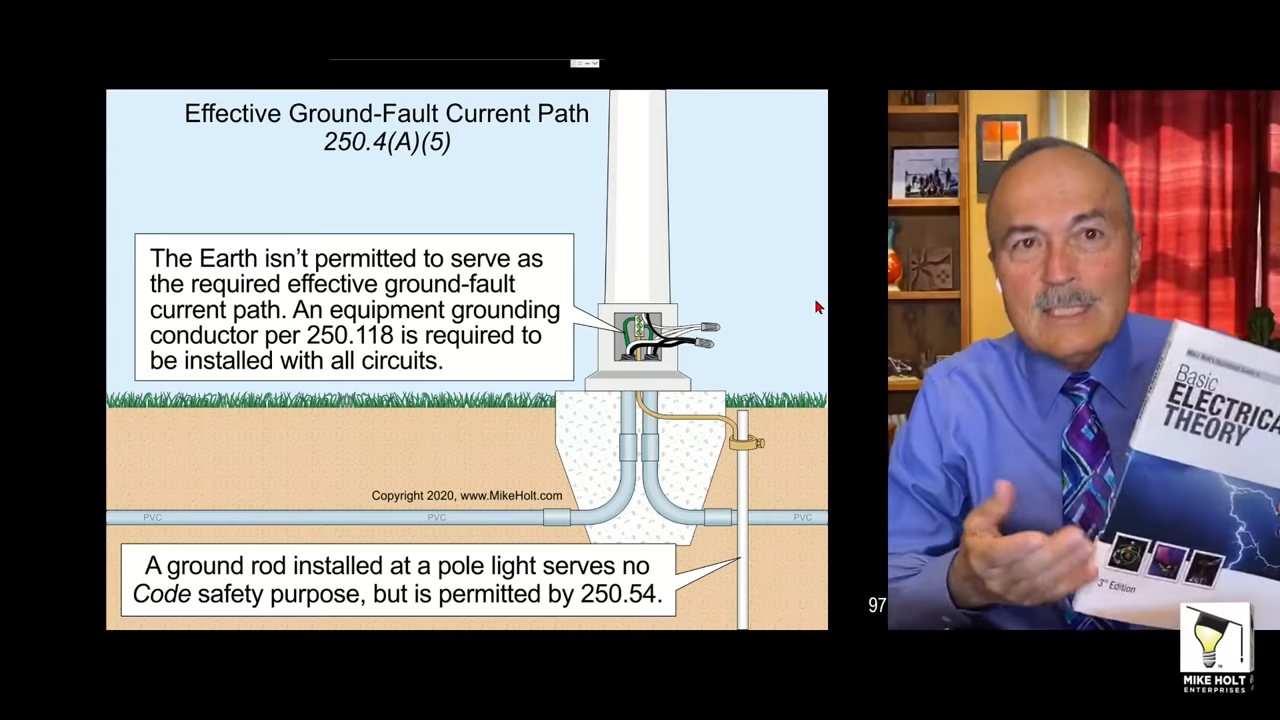 Effective Ground-Fault Current Path
250.4(A)(5)
The Earth isn't permitted to serve as
the required effective ground-fault
current path. An equipment grounding
conductor per 250.118 is required to
be installed with all circuits.
Copyright 2020, www.MikeHolt.com
PVC
PVC
PVC
A ground rod installed at a pole light serves no
Code safety purpose, but is permitted by 250.54.
97
Basic
ELECTRICA
THEORY
3rd Edition
MIKE HOLT
ENTERPRISES